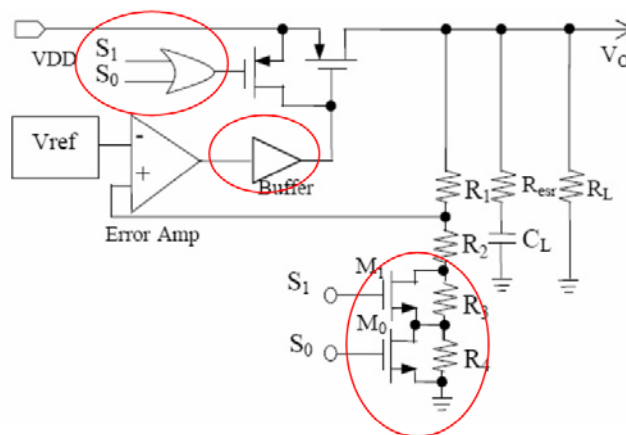 S1
S0
VDD
Vo
Vref
-
+
Buffer
Error Amp
R1
Resr
RL
R2
CL
M1
S1
R3
M0
S0
R4